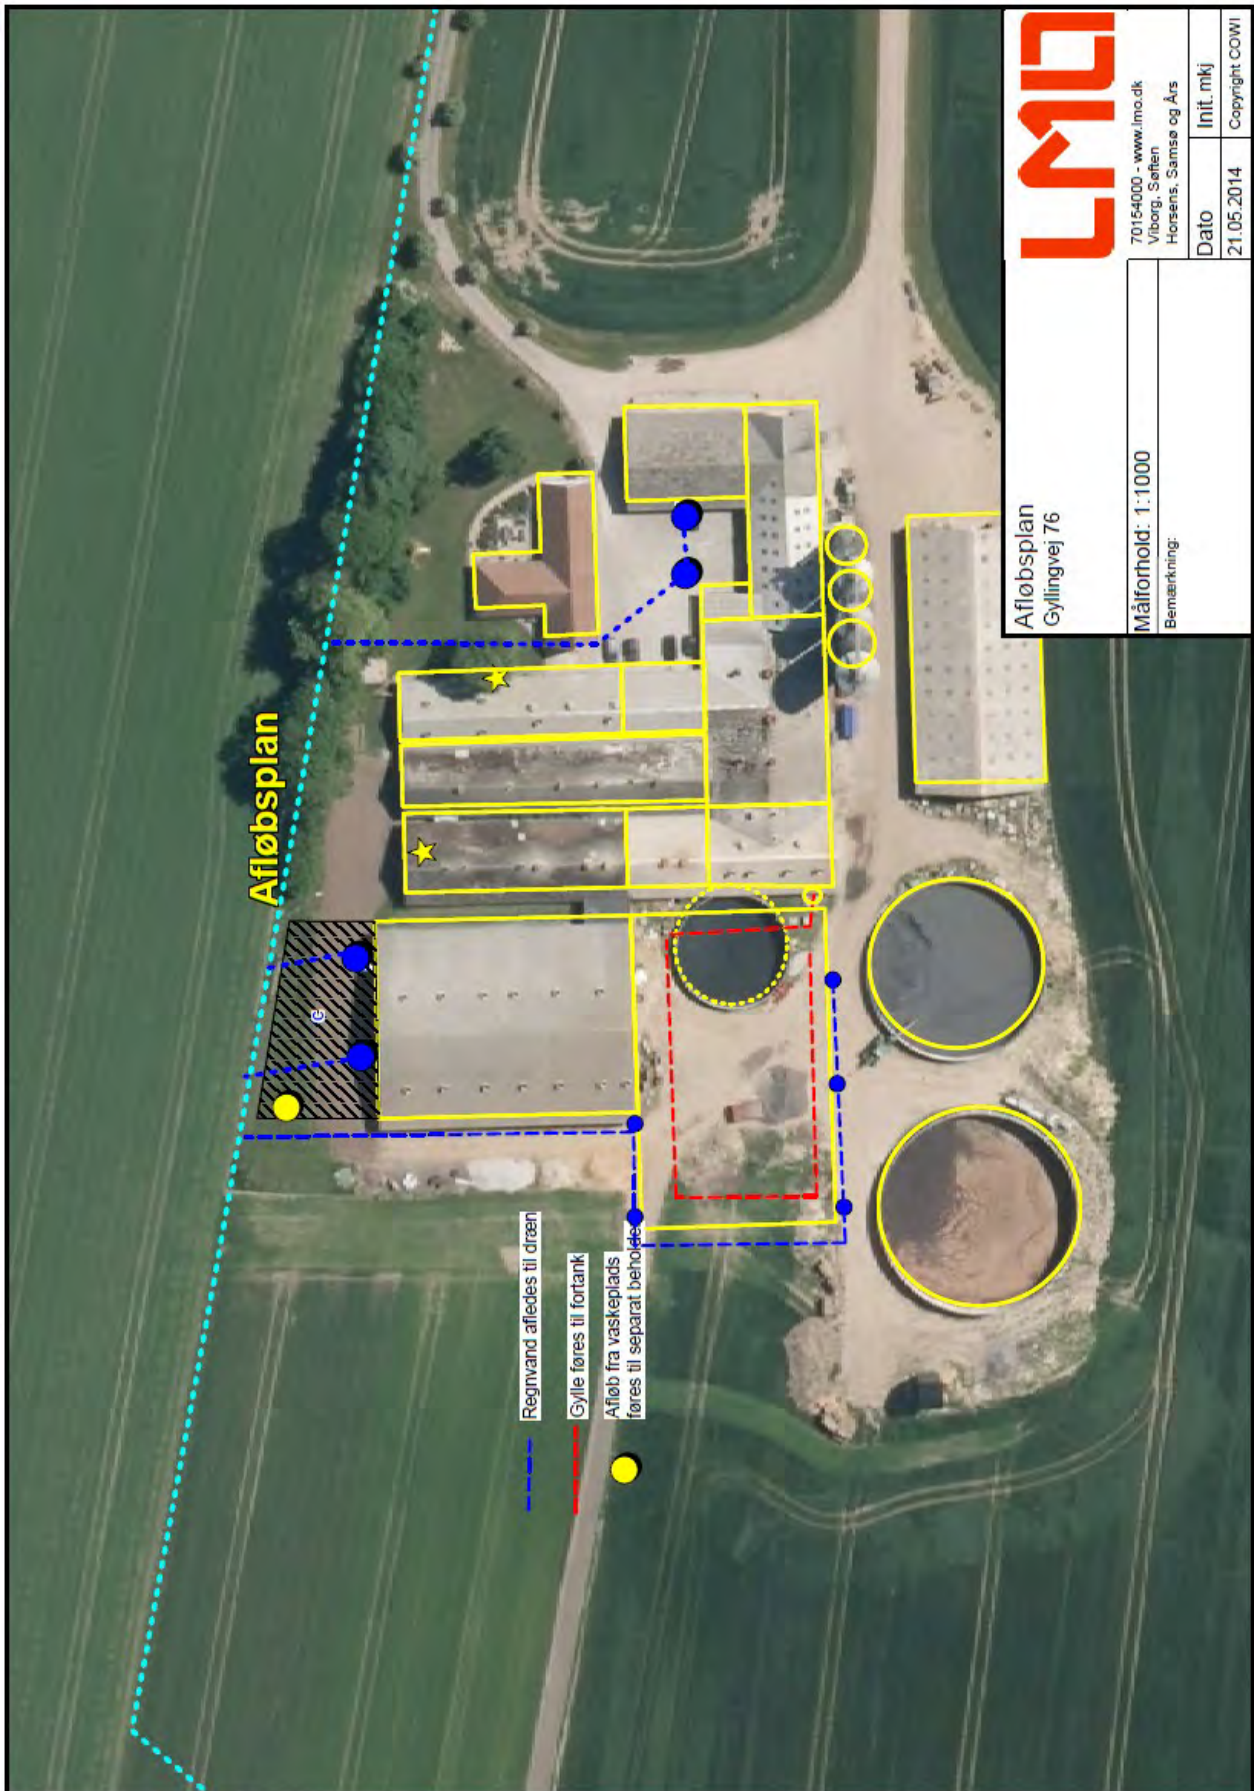 Afløbsplan
Regnvand afledes til dræn
Gylle føres til fortank
Afløb fra vaskeplads
føres til separat beholder
G
Afløbsplan
Gyllingvej 76
Målforhold: 1:1000
Bemærkning:
LMO
70154000 - www.lmo.dk
Viborg, Søften
Horsens, Samsø og Års
Dato
Init. mkj
21.05.2014
Copyright COWI